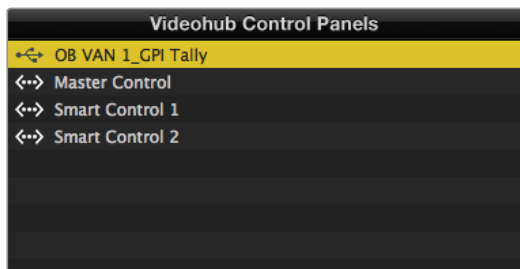 Videohub Control Panels
OB VAN 1_GPI Tally
Master Control
Smart Control 1
Smart Control 2